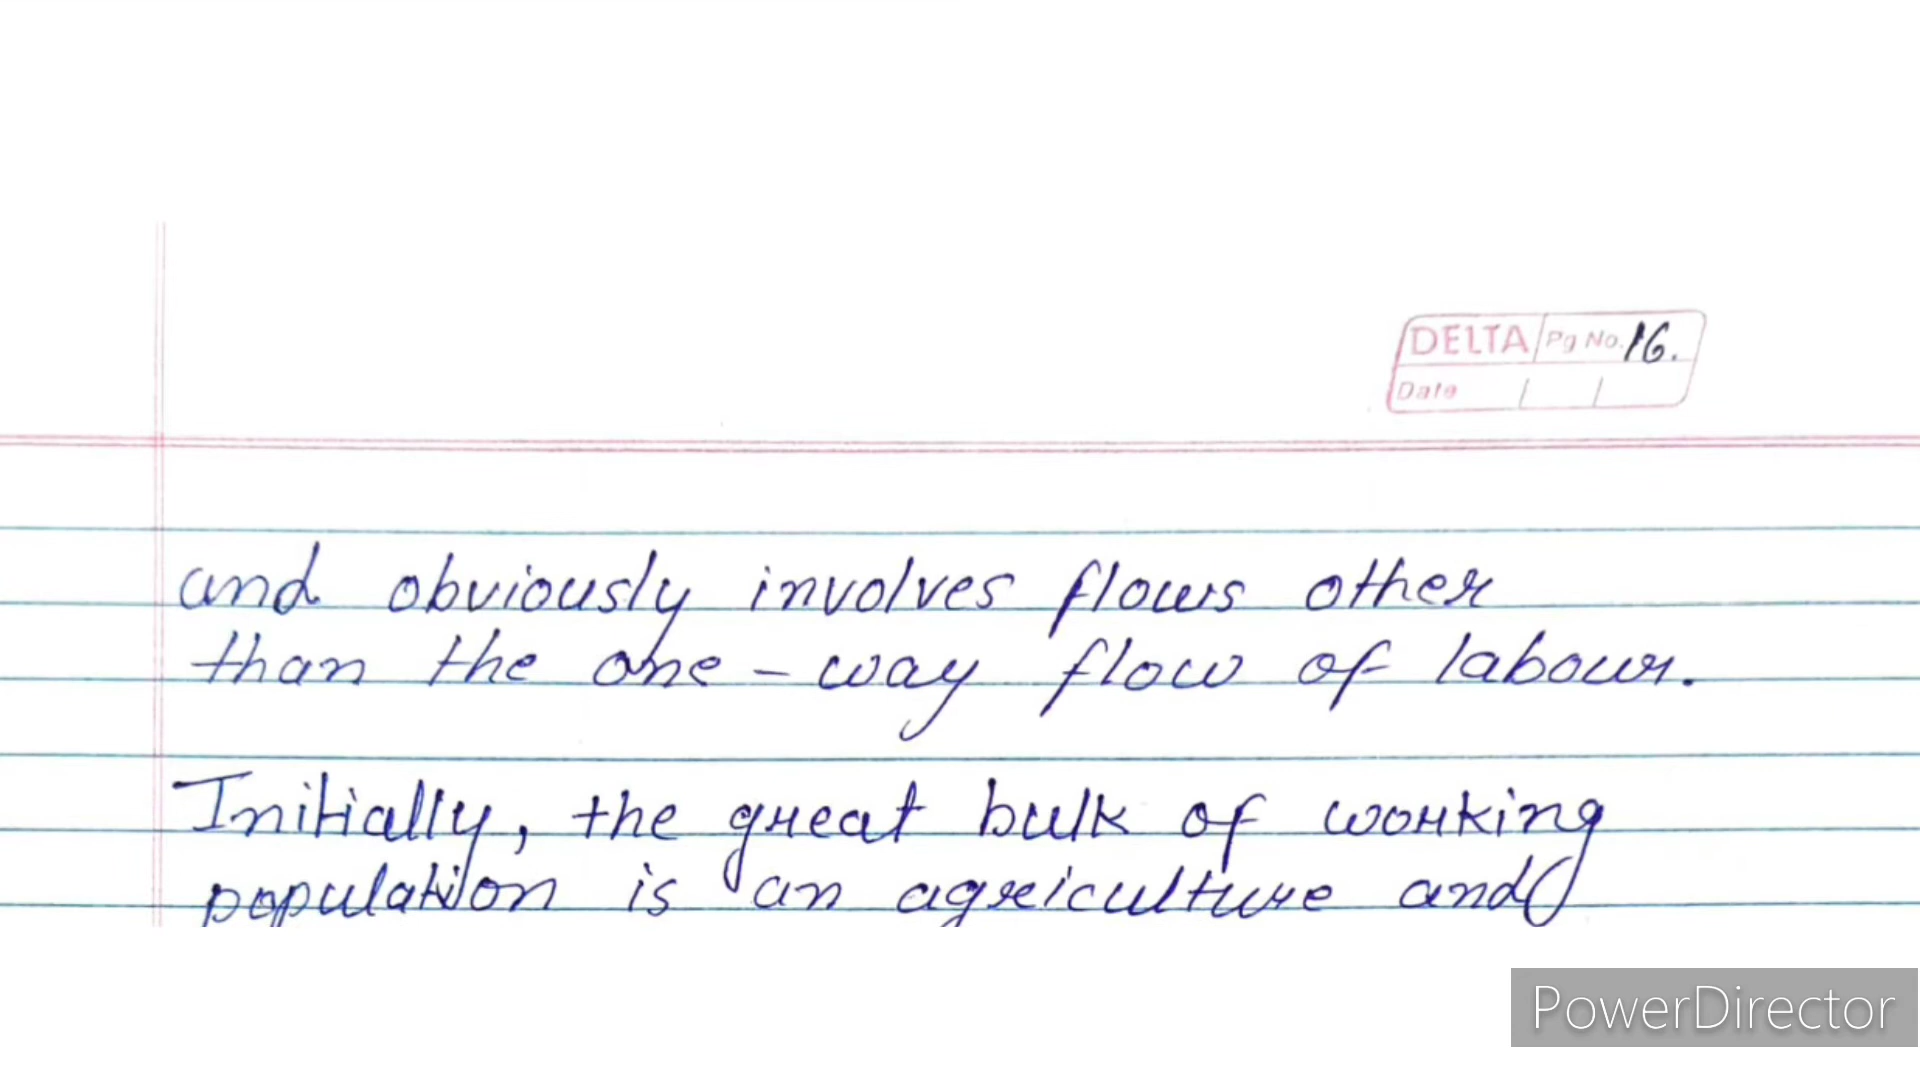 DELTA Pg No. 16.
Date / /
and obviously involves flows other
than the one-way flow of labour.
Initially, the great bulk of working
population is an agriculture and
PowerDirector